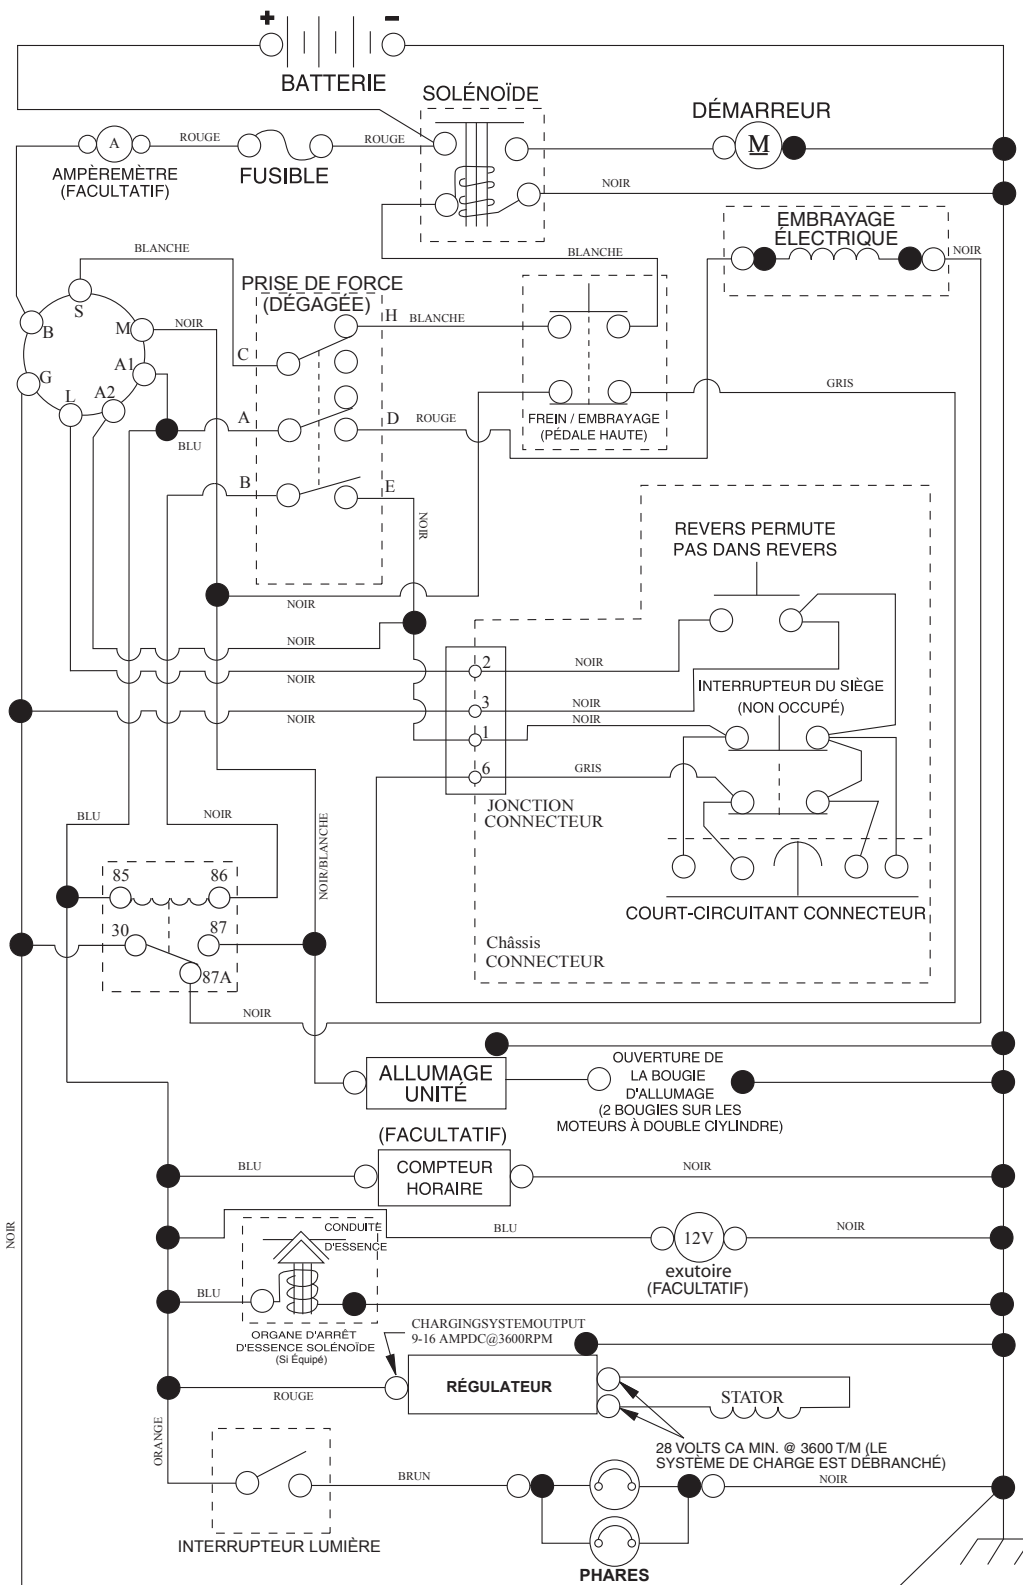 + -
BATTERIE
SOLÉNOÏDE
DÉMARREUR
A
ROUGE
ROUGE
M
AMPÈREMÈTRE
(FACULTATIF)
FUSIBLE
NOIR
EMBRAYAGE
ÉLECTRIQUE
BLANCHE
BLANCHE
NOIR
PRISE DE FORCE
(DÉGAGÉE)
S
B
M
NOIR
H
BLANCHE
C
A1
G
A2
L
GRIS
A
D
ROUGE
FREIN / EMBRAYAGE
(PÉDALE HAUTE)
BLU
B
E
NOIR
REVERS PERMUTE
PAS DANS REVERS
NOIR
NOIR
2
NOIR
NOIR
INTERRUPTEUR DU SIÈGE
(NON OCCUPÉ)
3
NOIR
NOIR
NOIR
1
6
GRIS
JONCTION
CONNECTEUR
BLU
NOIR
NOIR/BLANCHE
85
86
COURT-CIRCUITANT CONNECTEUR
30
87
Châssis
CONNECTEUR
87A
NOIR
ALLUMAGE
UNITÉ
OUVERTURE DE
LA BOUGIE
D'ALLUMAGE
(2 BOUGIES SUR LES
MOTEURS À DOUBLE CIYLINDRE)
(FACULTATIF)
COMPTEUR
HORAIRE
BLU
NOIR
NOIR
CONDUITE
D'ESSENCE
BLU
12V
NOIR
exutoire
(FACULTATIF)
BLU
ORGANE D'ARRÊT
D'ESSENCE SOLÉNOÏDE
(Si Équipé)
CHARGINGSYSTEMOUTPUT
9-16 AMPDC@3600RPM
RÉGULATEUR
ROUGE
STATOR
ORANGE
28 VOLTS CA MIN. @ 3600 T/M (LE
SYSTÈME DE CHARGE EST DÉBRANCHÉ)
BRUN
NOIR
INTERRUPTEUR LUMIÈRE
PHARES